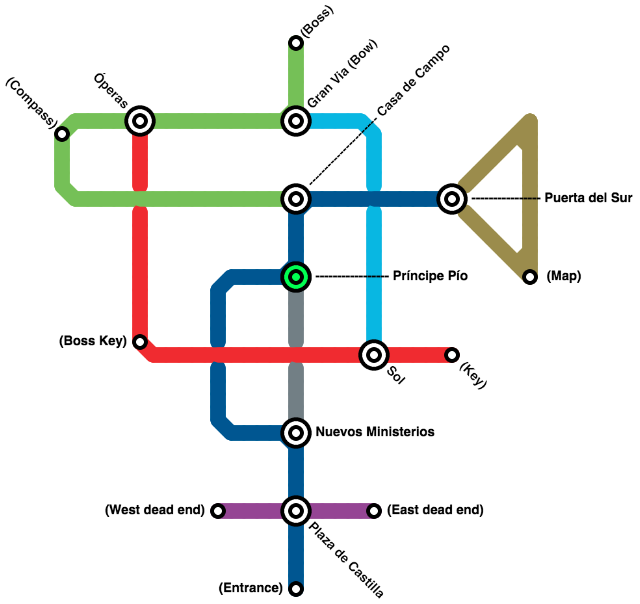 (Boss)
Óperas
Gran Via (Bow)
Casa de Campo
(Compass)
Puerta del Sur
Príncipe Pío
(Map)
(Boss Key)
Sol
(Key)
Nuevos Ministerios
(West dead end)
(East dead end)
Plaza de Castilla
(Entrance)